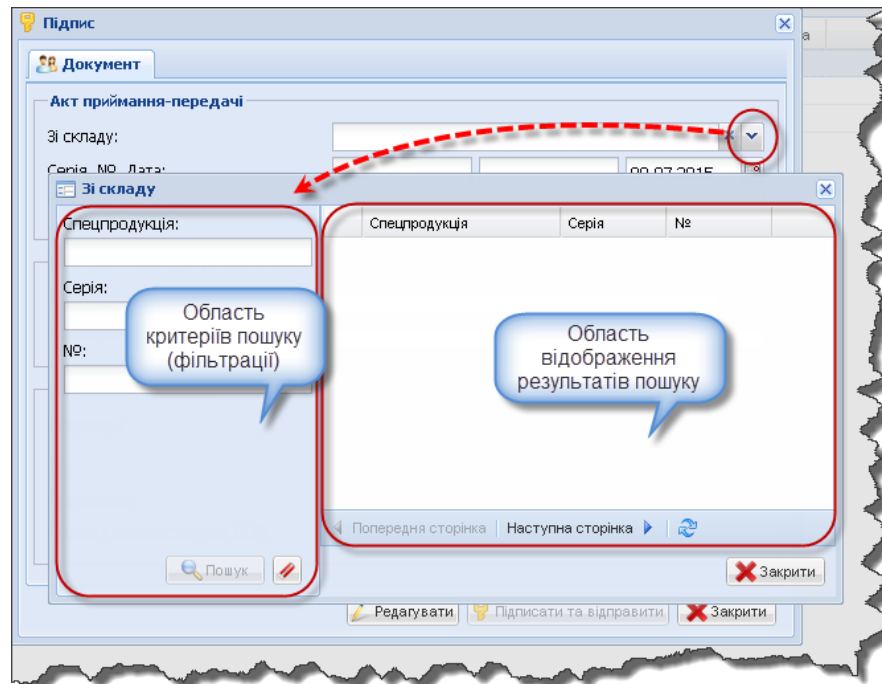 Підпис
а
Документ
Акт приймання-передачі
Зі складу:
Серія, №, Дата:
09.07.2015
Зі складу
Спецпродукція:
Спецпродукція Серія №
Серія:
Область
критеріїв пошуку
(фільтрації)
№:
Область
відображення
результатів пошуку
Попередня сторінка Наступна сторінка
Пошук
Закрити
Редагувати Підписати та відправити Закрити